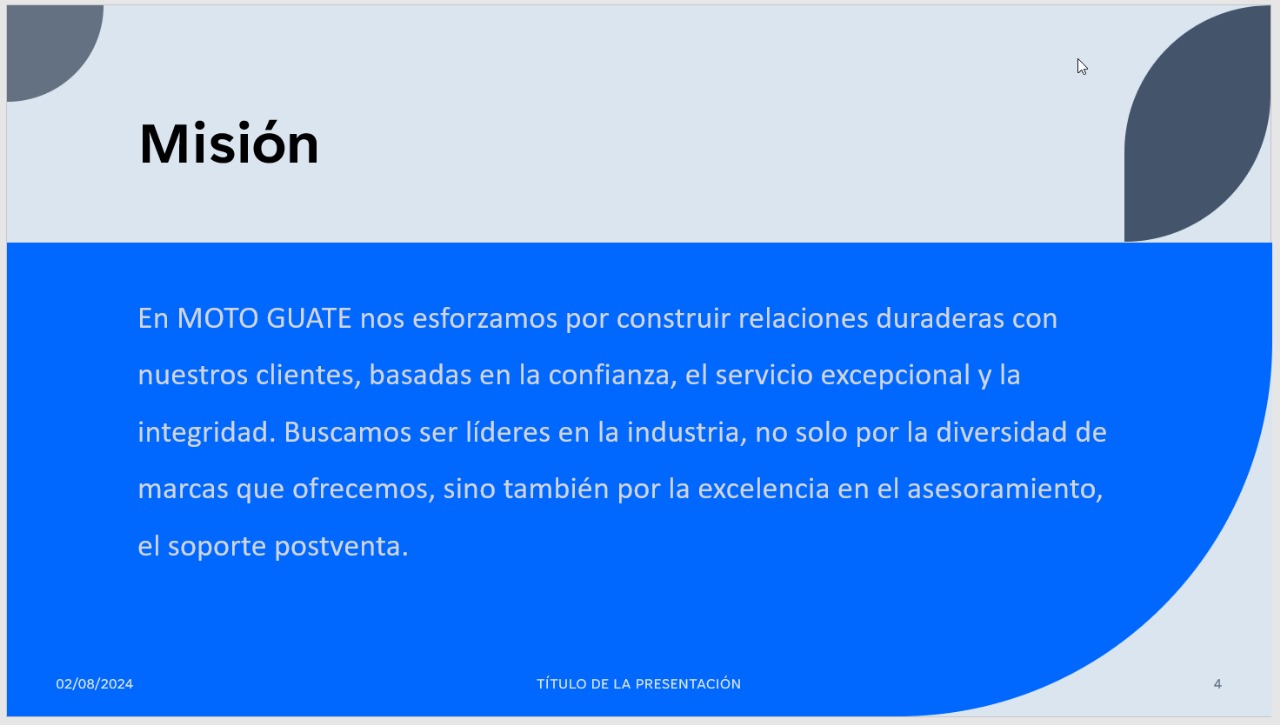 Misión
En MOTO GUATE nos esforzamos por construir relaciones duraderas con
nuestros clientes, basadas en la confianza, el servicio excepcional y la
integridad. Buscamos ser líderes en la industria, no solo por la diversidad de
marcas que ofrecemos, sino también por la excelencia en el asesoramiento,
el soporte postventa.
02/08/2024
TÍTULO DE LA PRESENTACIÓN
4